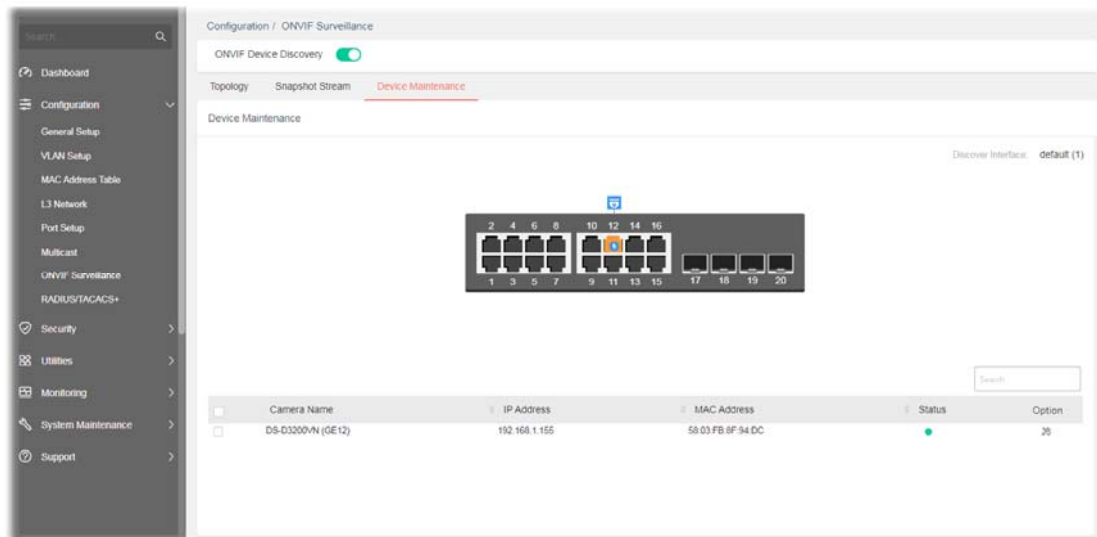 Configuration / ONVIF Surveillance
Search
ONVIF Device Discovery
Dashboard
Topology Snapshot Stream Device Maintenance
Configuration
Device Maintenance
General Setup
VLAN Setup
Discover Interface: default (1)
MAC Address Table
L3 Network
Port Setup
2 4 6 8 10 12 14 16
Multicast
ONVIF Surveillance
1 3 5 7 9 11 13 15 17 18 19 20
RADIUS/TACACS+
Security
Utilities
Search
Monitoring
Camera Name IP Address MAC Address Status Option
System Maintenance
DS-D3200VN (GE12) 192.168.1.155 58:03:FB:8F:94:DC
Support